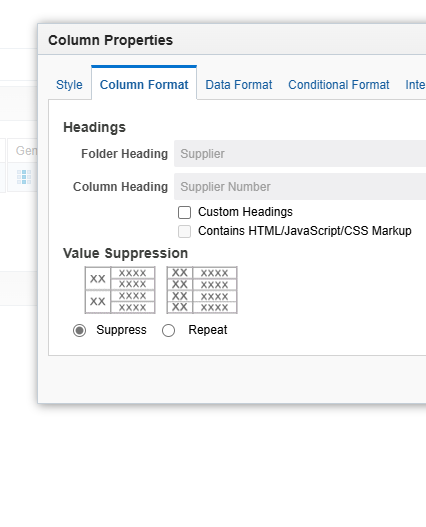 Column Properties
Style Column Format Data Format Conditional Format Inte
Headings
Folder Heading Supplier
Column Heading Supplier Number
Custom Headings
Contains HTML/JavaScript/CSS Markup
Value Suppression
XX XXXX XX XXXX
XXXX XX XXXX
XX XXXX XX XXXX
XXXX XX XXXX
Suppress Repeat
Gen